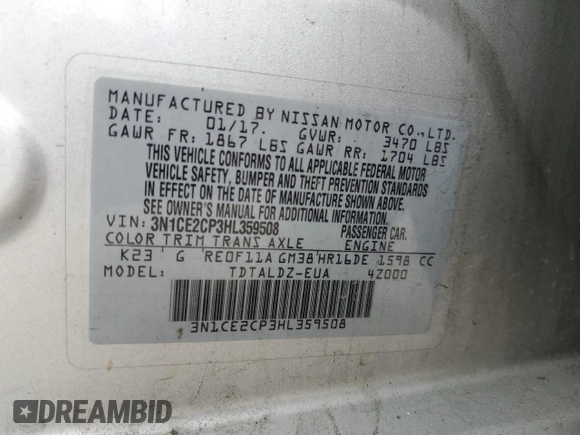 MANUFACTURED BY NISSAN MOTOR CO.,LTD.
DATE: 01/17. GVWR: 3470 LBS
GAWR FR: 1867 LBS GAWR RR: 1704 LBS
THIS VEHICLE CONFORMS TO ALL APPLICABLE FEDERAL MOTOR
VEHICLE SAFETY, BUMPER AND THEFT PREVENTION STANDARDS
IN EFFECT ON THE DATE OF MANUFACTURE SHOWN ABOVE.
SEE OWNER'S MANUAL FOR ADDITIONAL INFORMATION.
VIN: 3N1CE2CP3HL359508 PASSENGER CAR.
COLOR TRIM TRANS AXLE ENGINE
K23 G RE0F11A GM38 HR16DE 1598 CC
MODEL: TDTALDZ-EUA 4Z000
3N1CE2CP3HL359508
DREAMBID